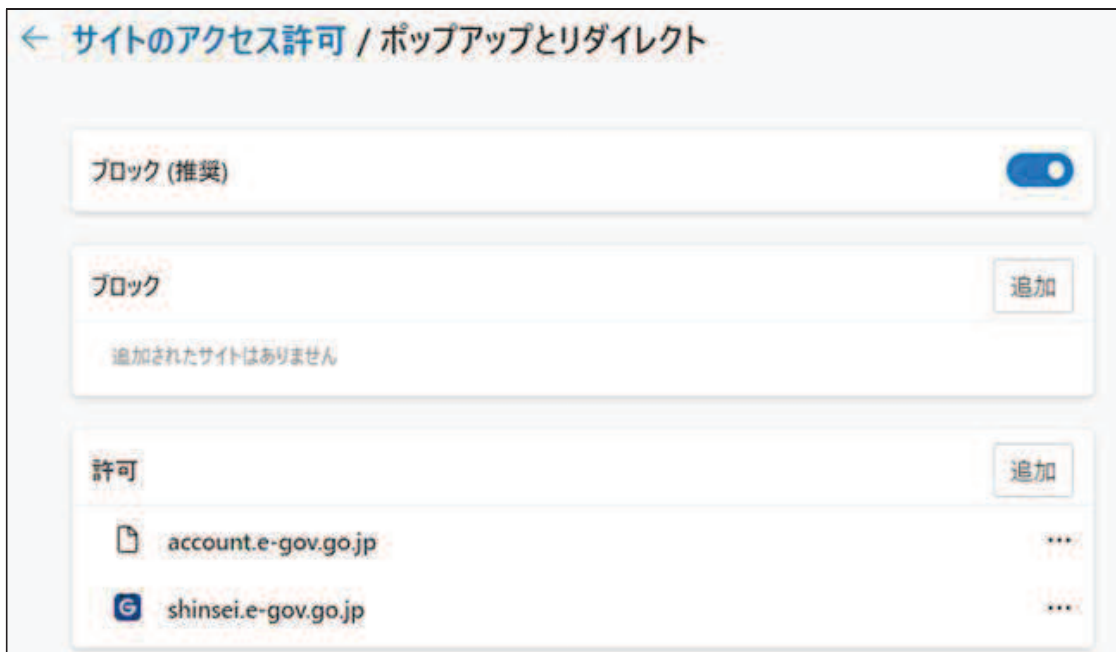 ← サイトのアクセス許可 / ポップアップとリダイレクト
ブロック (推奨)
ブロック
追加
追加されたサイトはありません
許可
追加
account.e-gov.go.jp
shinsei.e-gov.go.jp